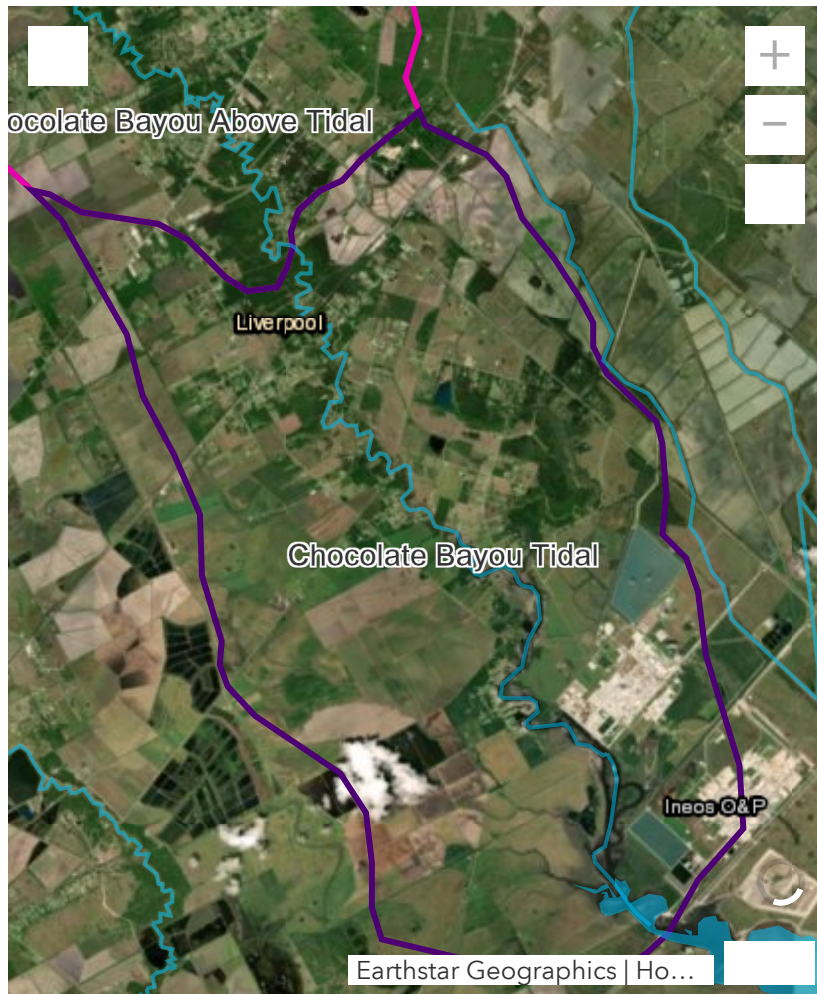 +
ocolate Bayou Above Tidal
−
Liverpool
Chocolate Bayou Tidal
Ineos O&P
Earthstar Geographics | Ho...